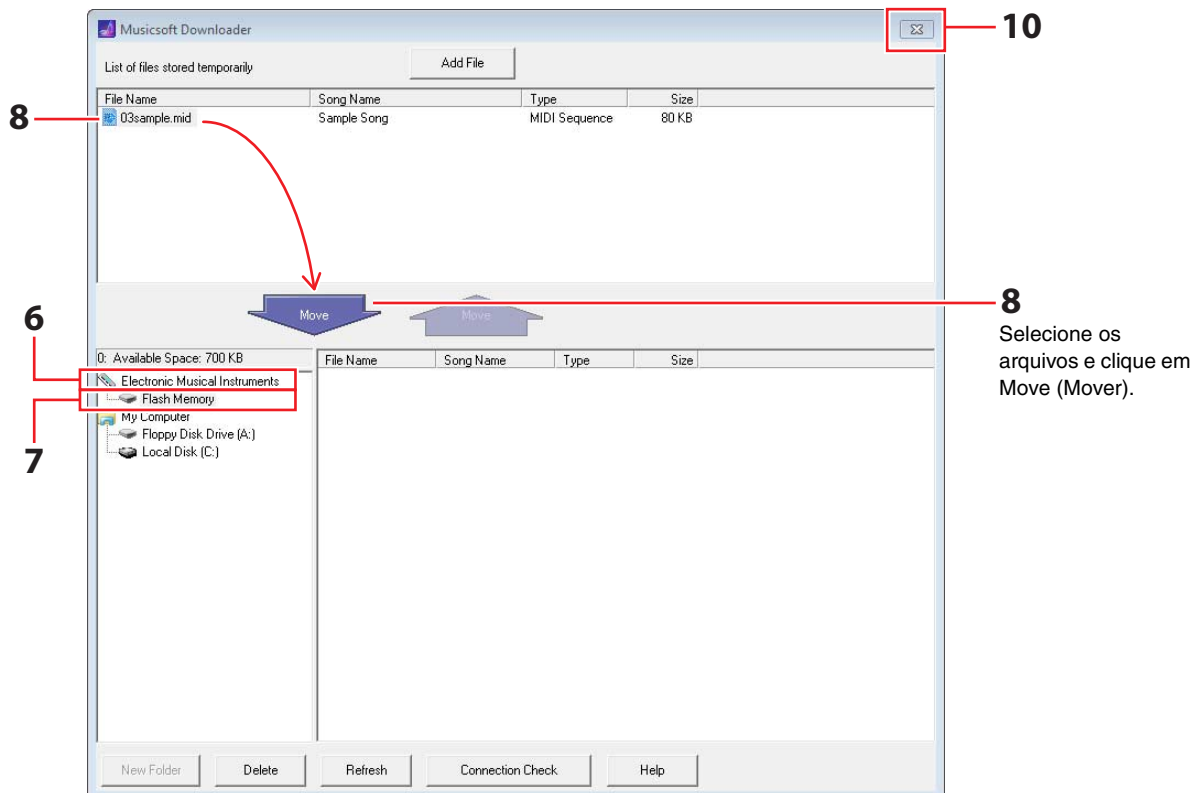 Musicsoft Downloader
10
List of files stored temporarily
Add File
File Name Song Name Type Size
8
03sample.mid Sample Song MIDI Sequence 80 KB
Move
Move
8
Selecione os
arquivos e clique em
Move (Mover).
6
0: Available Space: 700 KB
File Name Song Name Type Size
Electronic Musical Instruments
Flash Memory
7
My Computer
Floppy Disk Drive (A:)
Local Disk (C:)
New Folder Delete Refresh Connection Check Help